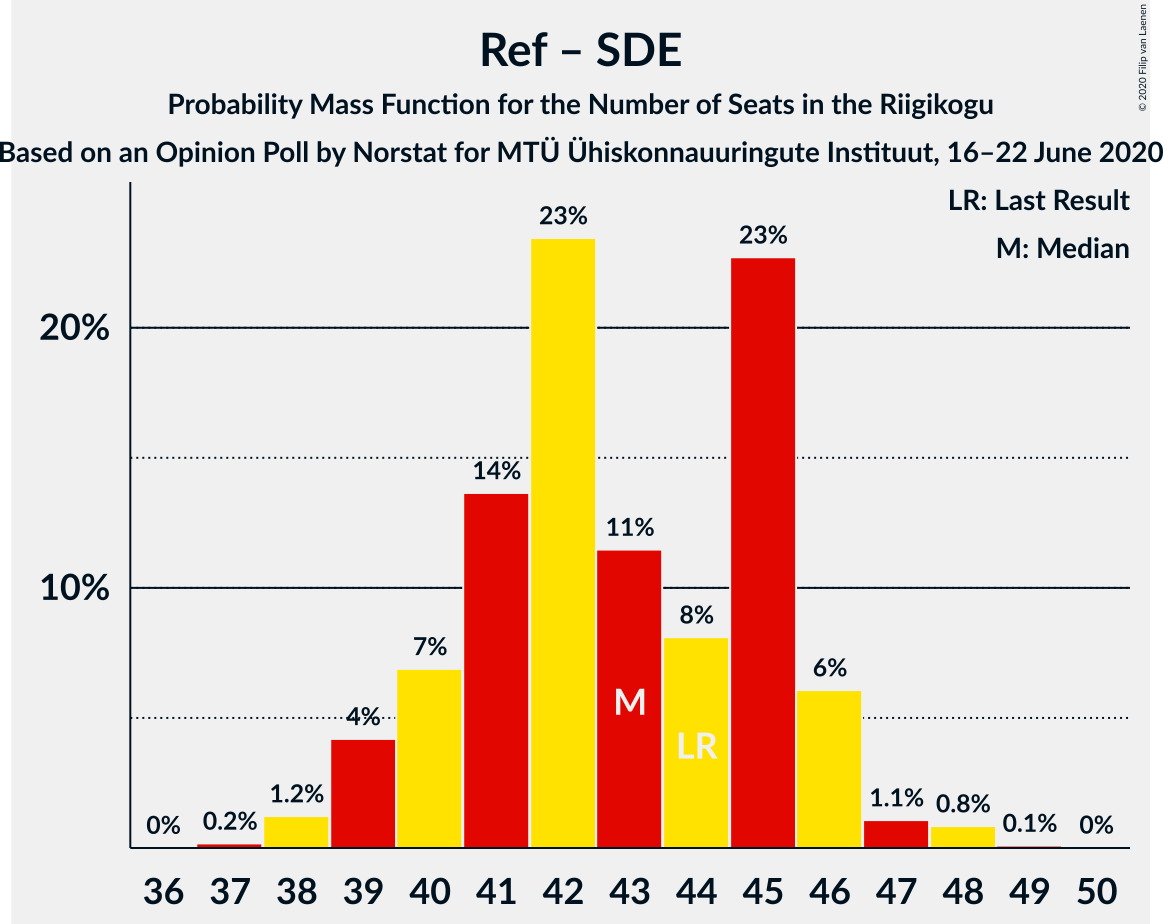 Ref – SDE
Probability Mass Function for the Number of Seats in the Riigikogu
Based on an Opinion Poll by Norstat for MTÜ Ühiskonnauuringute Instituut, 16–22 June 2020
© 2020 Filip van Laenen
LR: Last Result
M: Median
23%
23%
20%
14%
11%
10%
8%
7%
6%
M
4%
LR
1.2%
1.1%
0.8%
0%
0.2%
0.1%
0%
36 37 38 39 40 41 42 43 44 45 46 47 48 49 50